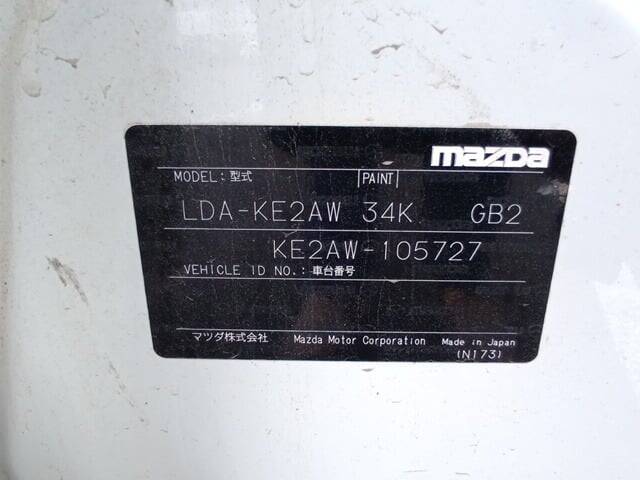 mazda
MODEL:型式 PAINT
LDA-KE2AW 34K GB2
KE2AW-105727
VEHICLE ID NO.:車台番号
マツダ株式会社 Mazda Motor Corporation Made in Japan
(N173)